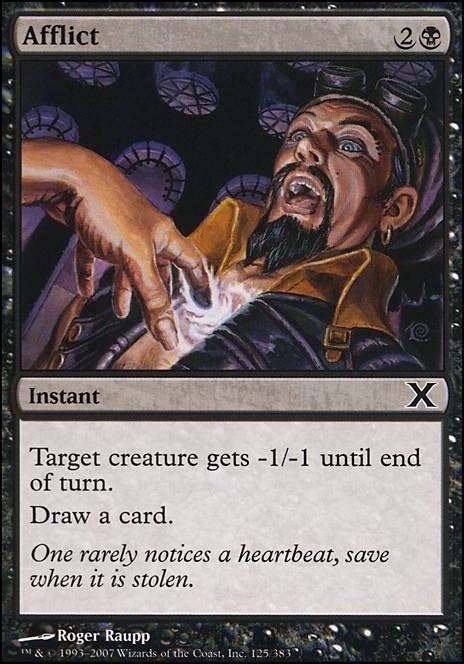 Afflict 2
Instant X
Target creature gets -1/-1 until end
of turn.
Draw a card.
One rarely notices a heartbeat, save
when it is stolen.
Roger Raupp
™ & © 1993–2007 Wizards of the Coast, Inc. 125/383